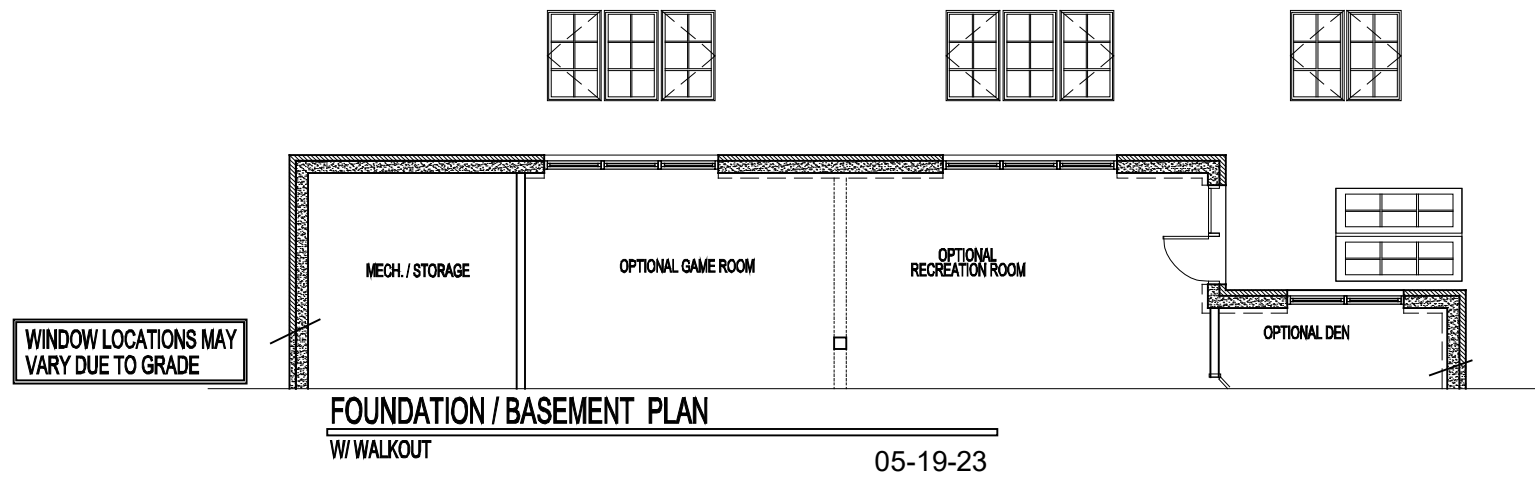 MECH. / STORAGE
OPTIONAL GAME ROOM
OPTIONAL
RECREATION ROOM
OPTIONAL DEN
WINDOW LOCATIONS MAY
VARY DUE TO GRADE
FOUNDATION / BASEMENT PLAN
W/ WALKOUT
05-19-23